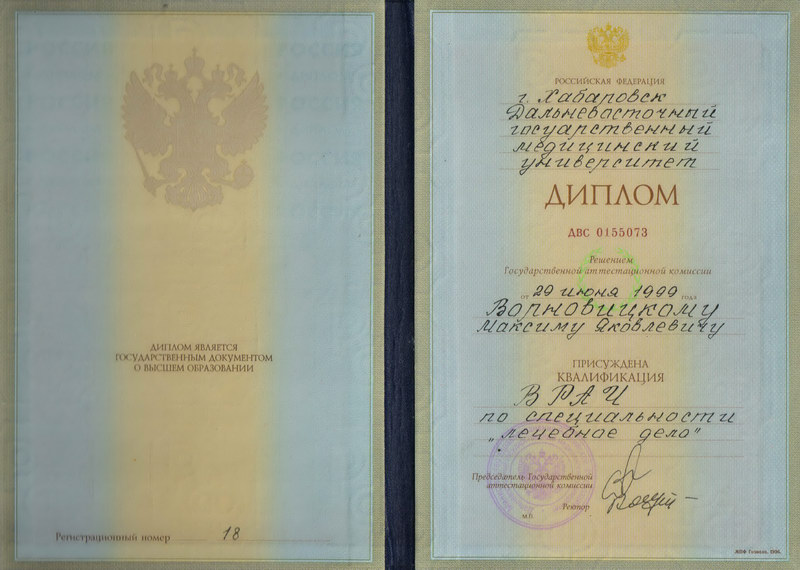 ДИПЛОМ ЯВЛЯЕТСЯ
ГОСУДАРСТВЕННЫМ ДОКУМЕНТОМ
О ВЫСШЕМ ОБРАЗОВАНИИ
Регистрационный номер 18
РОССИЙСКАЯ ФЕДЕРАЦИЯ
г. Хабаровск
Дальневосточный
государственный
медицинский
университет
ДИПЛОМ
ДВС 0155073
Решением
Государственной аттестационной комиссии
от 29 июня 1999 года
Ворновицкому
Максиму Яковлевичу
ПРИСУЖДЕНА
КВАЛИФИКАЦИЯ
ВРАЧ
по специальности
„лечебное дело"
Председатель Государственной
аттестационной комиссии
Ректор
М.П.